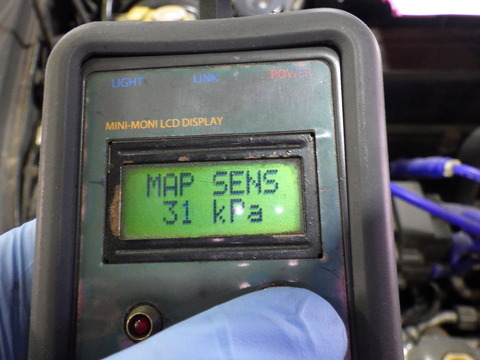 LIGHT LINK POWER
MINI-MONI LCD DISPLAY
MAP SENS
31 kPa